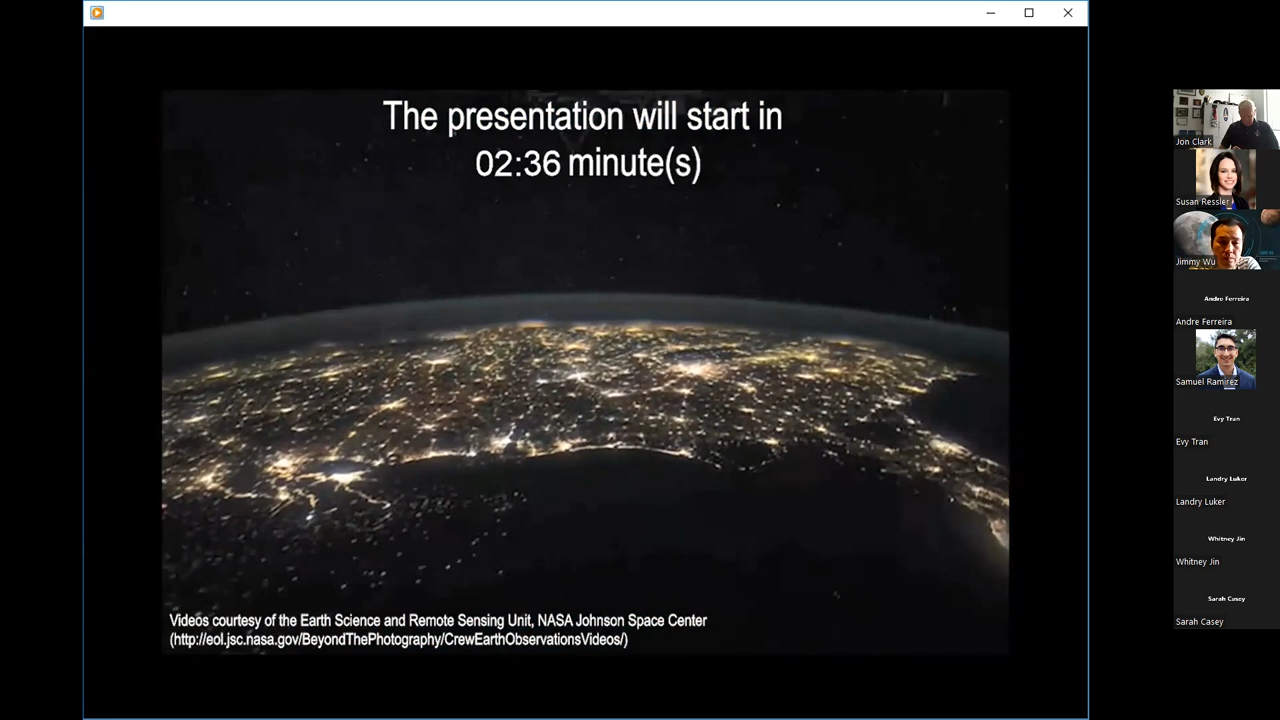 The presentation will start in
02:36 minute(s)
Videos courtesy of the Earth Science and Remote Sensing Unit, NASA Johnson Space Center
(http://eol.jsc.nasa.gov/BeyondThePhotography/CrewEarthObservationsVideos/)
Jon Clark
Susan Ressler
Jimmy Wu
Andre Ferreira
Andre Ferreira
Samuel Ramirez
Evy Tran
Evy Tran
Landry Luker
Landry Luker
Whitney Jin
Whitney Jin
Sarah Casey
Sarah Casey